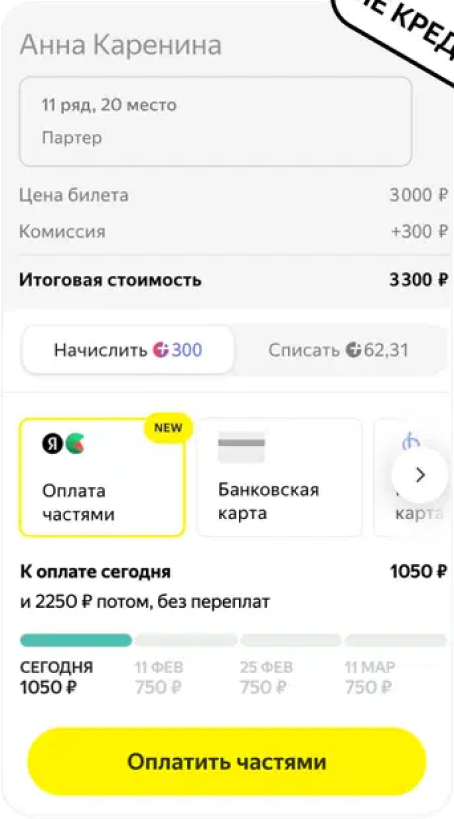 Анна Каренина
11 ряд, 20 место
Партер
Цена билета 3000 ₽
Комиссия +300 ₽
Итоговая стоимость 3300 ₽
Начислить 300 Списать 62,31
NEW
Я
Оплата
частями
Банковская
карта
карта
К оплате сегодня 1050 ₽
и 2250 ₽ потом, без переплат
СЕГОДНЯ 11 ФЕВ 25 ФЕВ 11 МАР
1050 ₽ 750 ₽ 750 ₽ 750 ₽
Оплатить частями